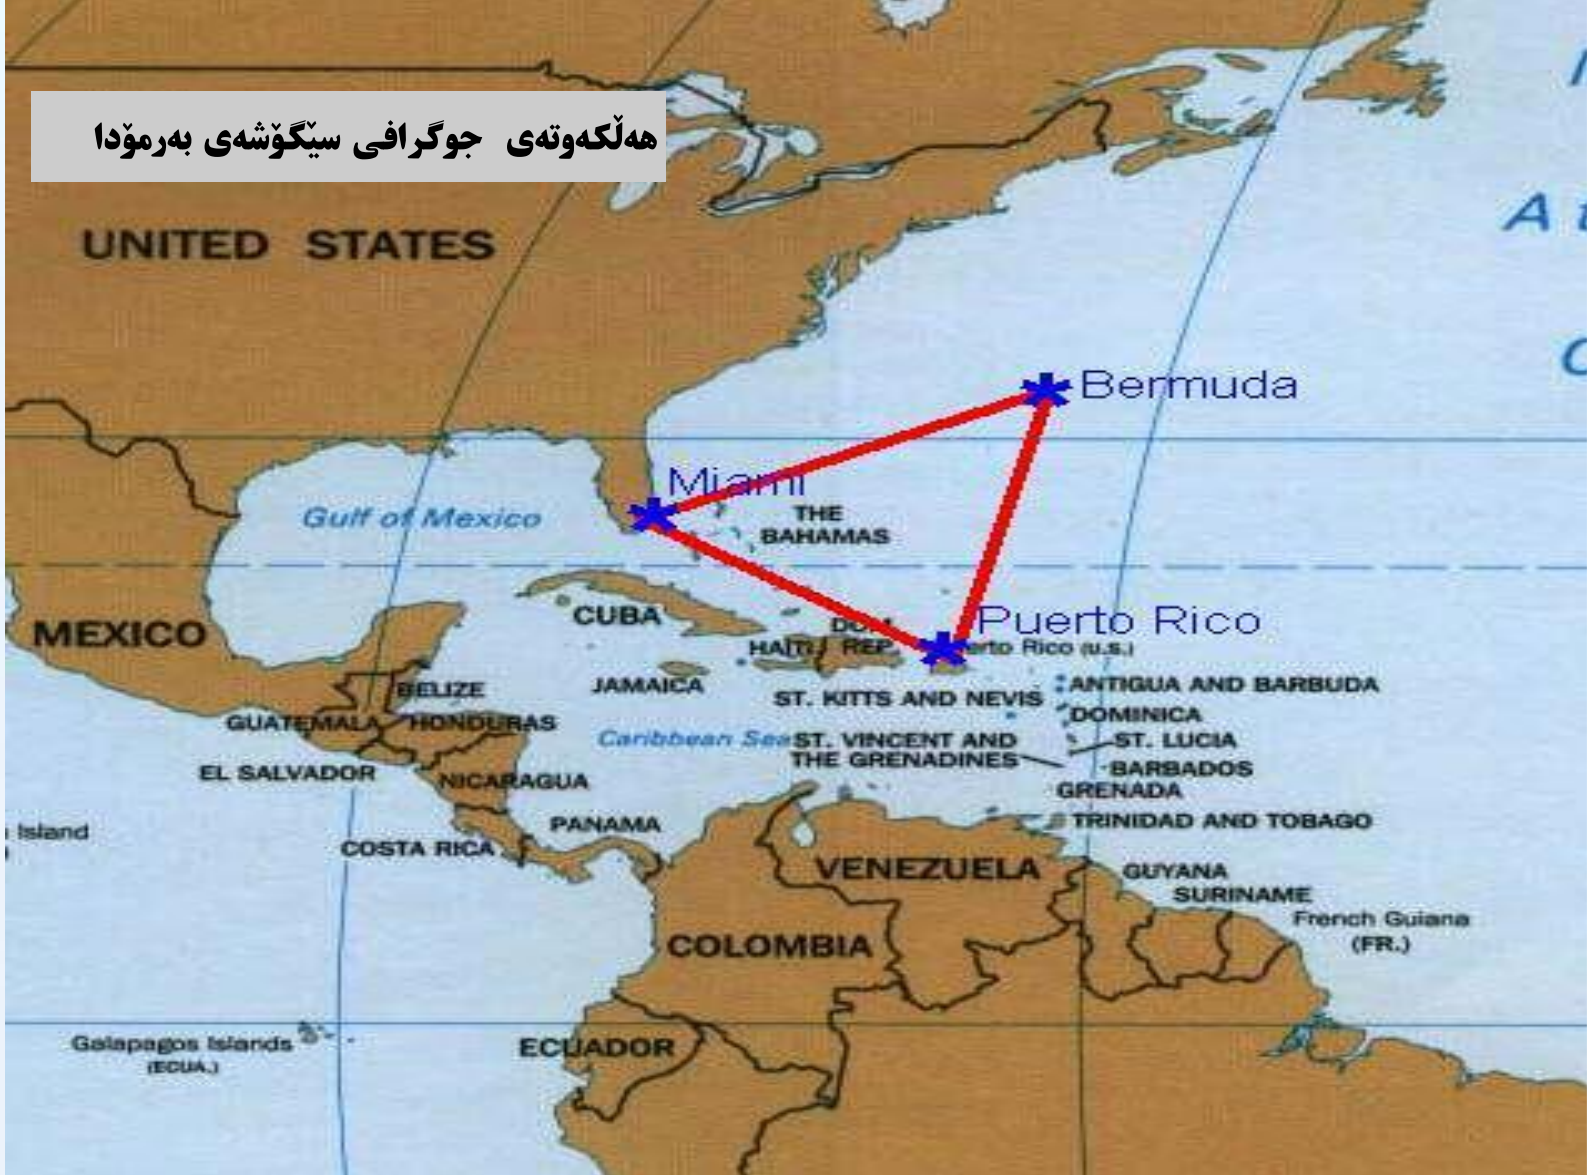 هەڵکەوتەی جوگرافی سێگۆشەی بەرمۆدا
UNITED STATES
A
Bermuda
Miami
Gulf of Mexico
THE
BAHAMAS
CUBA
MEXICO
Puerto Rico
DOM.
HAITI
REP.
erto Rico (U.S.)
JAMAICA
BELIZE
ST. KITTS AND NEVIS
ANTIGUA AND BARBUDA
GUATEMALA
HONDURAS
DOMINICA
Caribbean Sea
ST. VINCENT AND
THE GRENADINES
ST. LUCIA
EL SALVADOR
NICARAGUA
BARBADOS
GRENADA
Island
PANAMA
TRINIDAD AND TOBAGO
COSTA RICA
VENEZUELA
GUYANA
SURINAME
French Guiana
(FR.)
COLOMBIA
Galapagos Islands
(ECUA.)
ECUADOR